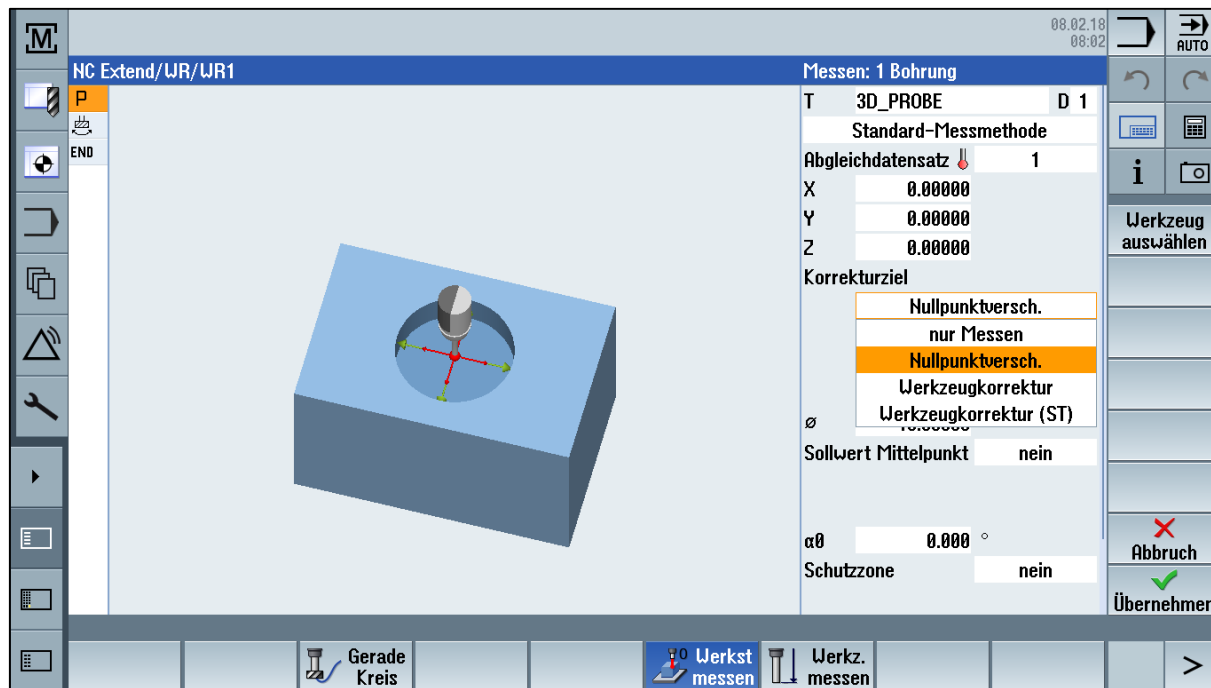 M
08.02.18
08:02
AUTO
NC Extend/WR/WR1
Messen: 1 Bohrung
P
END
T 3D_PROBE D 1
Standard-Messmethode
Abgleichdatensatz 1
X 0.00000
Y 0.00000
Z 0.00000
Korrekturziel
Nullpunktversch.
nur Messen
Nullpunktversch.
Werkzeugkorrektur
Werkzeugkorrektur (ST)
ø
Sollwert Mittelpunkt nein
α0 0.000 °
Schutzzone nein
i
Werkzeug
auswählen
Abbruch
Übernehmen
Gerade
Kreis
Werkst
messen
Werkz.
messen
>